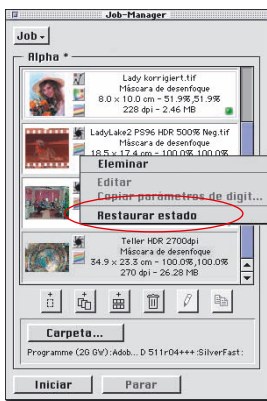 Job-Manager
Job
Alpha *
Lady korrigiert.tif
Máscara de desenfoque
8.0 x 10.0 cm - 51.9%,51.9%
228 dpi - 2.46 MB
LadyLake2 PS96 HDR 500% Neg.tif
Máscara de desenfoque
18.5 x 17.4 cm - 100.0% 100.0%
Eleminar
Editar
Copiar parámetros de digit...
Restaurar estado
Teller HDR 2700dpi
Máscara de desenfoque
34.9 x 23.3 cm - 100.0%,100.0%
270 dpi - 26.28 MB
Carpeta...
Programme (2G GV):Adob... D 511r04+++:SilverFast:
Iniciar
Parar